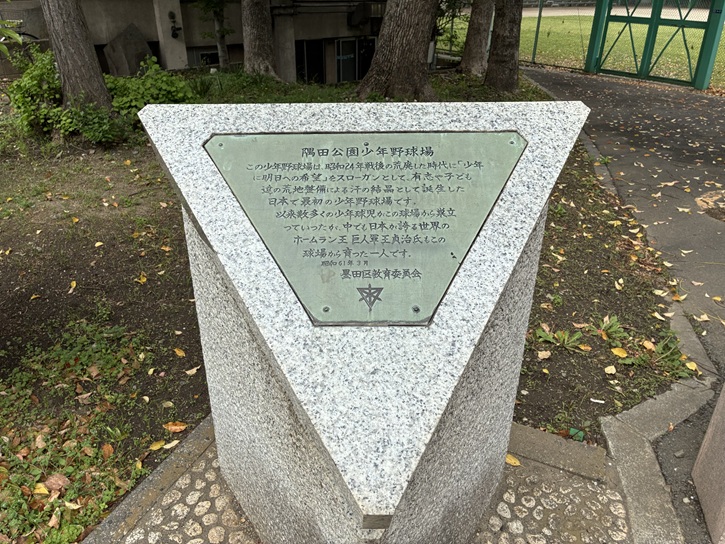 隅田公園少年野球場
この少年野球場は、昭和24年戦後の荒廃した時代に「少年
に明日への希望」をスローガンとして、有志や子ども
達の荒地整備による汗の結晶として誕生した
日本で最初の少年野球場です。
以来数多くの少年球児がこの球場から巣立
つていったが、中でも日本が誇る世界の
ホームラン王 巨人軍王貞治氏もこの
球場から育った一人です。
昭和61年3月
墨田区教育委員会